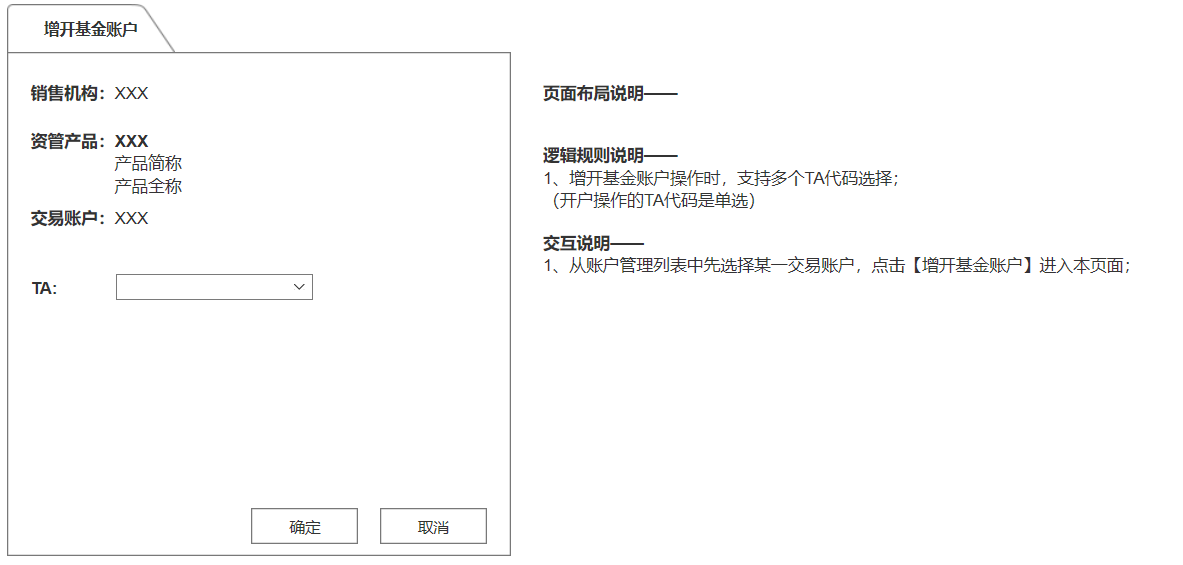 增开基金账户
销售机构：XXX
资管产品：XXX
产品简称
产品全称
交易账户：XXX
TA:
确定
取消
页面布局说明——
逻辑规则说明——
1、增开基金账户操作时，支持多个TA代码选择；
（开户操作的TA代码是单选）
交互说明——
1、从账户管理列表中先选择某一交易账户，点击【增开基金账户】进入本页面；